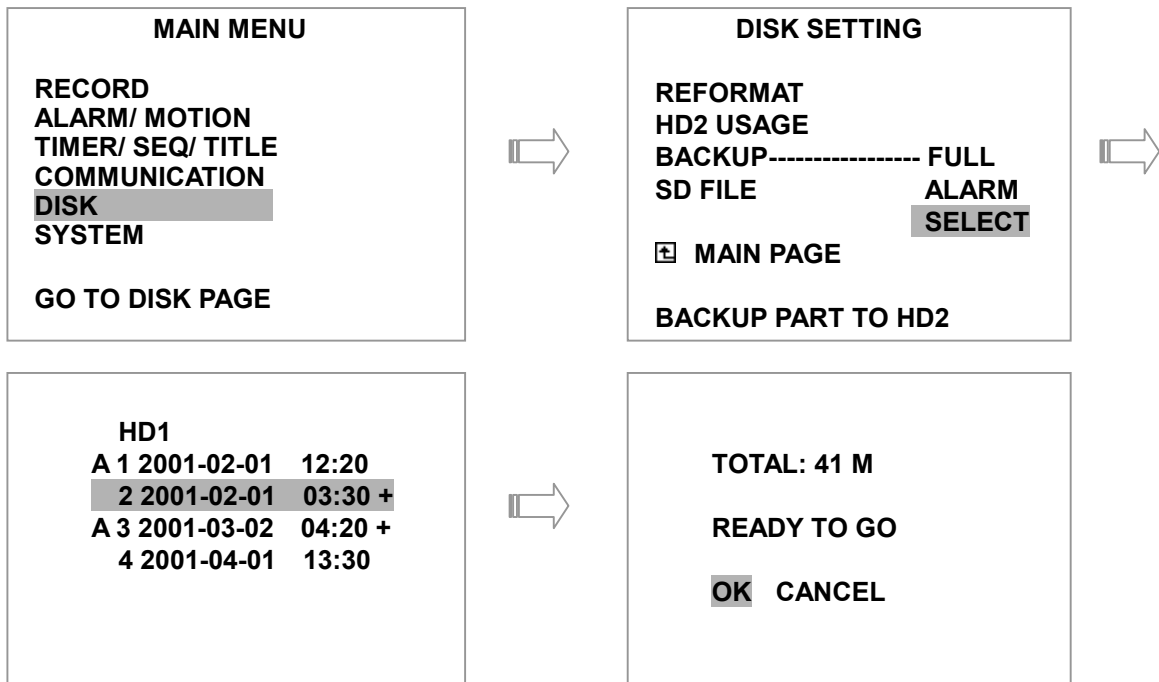 MAIN MENU
RECORD
ALARM/ MOTION
TIMER/ SEQ/ TITLE
COMMUNICATION
DISK
SYSTEM
GO TO DISK PAGE
DISK SETTING
REFORMAT
HD2 USAGE
BACKUP----------------- FULL
SD FILE ALARM
SELECT
MAIN PAGE
BACKUP PART TO HD2
HD1
A 1 2001-02-01 12:20
2 2001-02-01 03:30 +
A 3 2001-03-02 04:20 +
4 2001-04-01 13:30
TOTAL: 41 M
READY TO GO
OK CANCEL